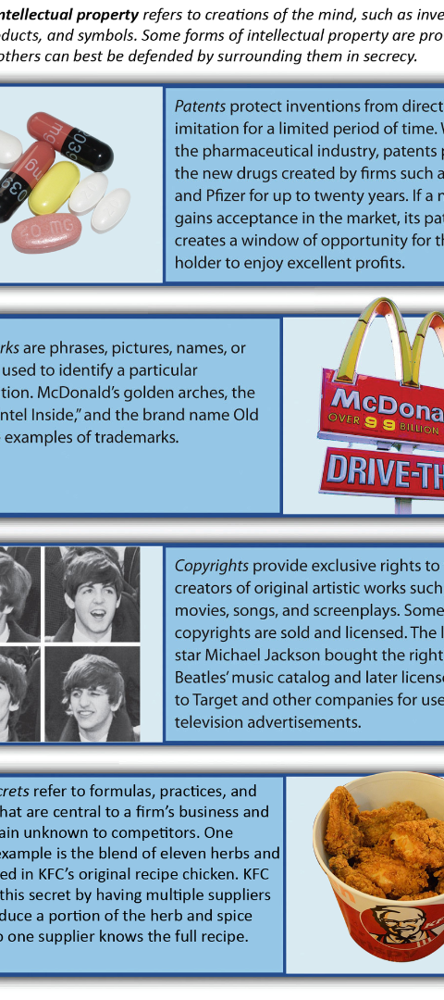 ntellectual property refers to creations of the mind, such as inve
ducts, and symbols. Some forms of intellectual property are pro
others can best be defended by surrounding them in secrecy.
Patents protect inventions from direct
imitation for a limited period of time. W
the pharmaceutical industry, patents p
the new drugs created by firms such a
and Pfizer for up to twenty years. If a n
gains acceptance in the market, its pat
creates a window of opportunity for th
holder to enjoy excellent profits.
mg
039
mg
039
20 MG
rks are phrases, pictures, names, or
used to identify a particular
tion. McDonald's golden arches, the
ntel Inside," and the brand name Old
examples of trademarks.
McDona
OVER 99 BILLION
DRIVE-TH
Copyrights provide exclusive rights to
creators of original artistic works such
movies, songs, and screenplays. Some
copyrights are sold and licensed. The l
star Michael Jackson bought the right
Beatles' music catalog and later license
to Target and other companies for use
television advertisements.
crets refer to formulas, practices, and
hat are central to a firm's business and
ain unknown to competitors. One
example is the blend of eleven herbs and
ed in KFC's original recipe chicken. KFC
this secret by having multiple suppliers
duce a portion of the herb and spice
o one supplier knows the full recipe.
KFC